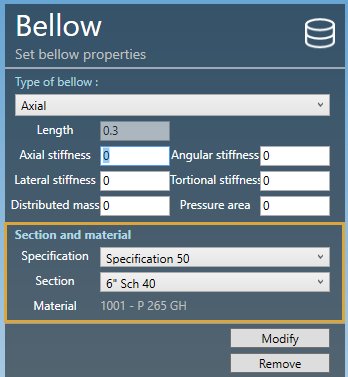 Bellow
Set bellow properties
Type of bellow :
Axial
Length 0.3
Axial stiffness 0 Angular stiffness 0
Lateral stiffness 0 Tortional stiffness 0
Distributed mass 0 Pressure area 0
Section and material
Specification Specification 50
Section 6" Sch 40
Material 1001 - P 265 GH
Modify
Remove